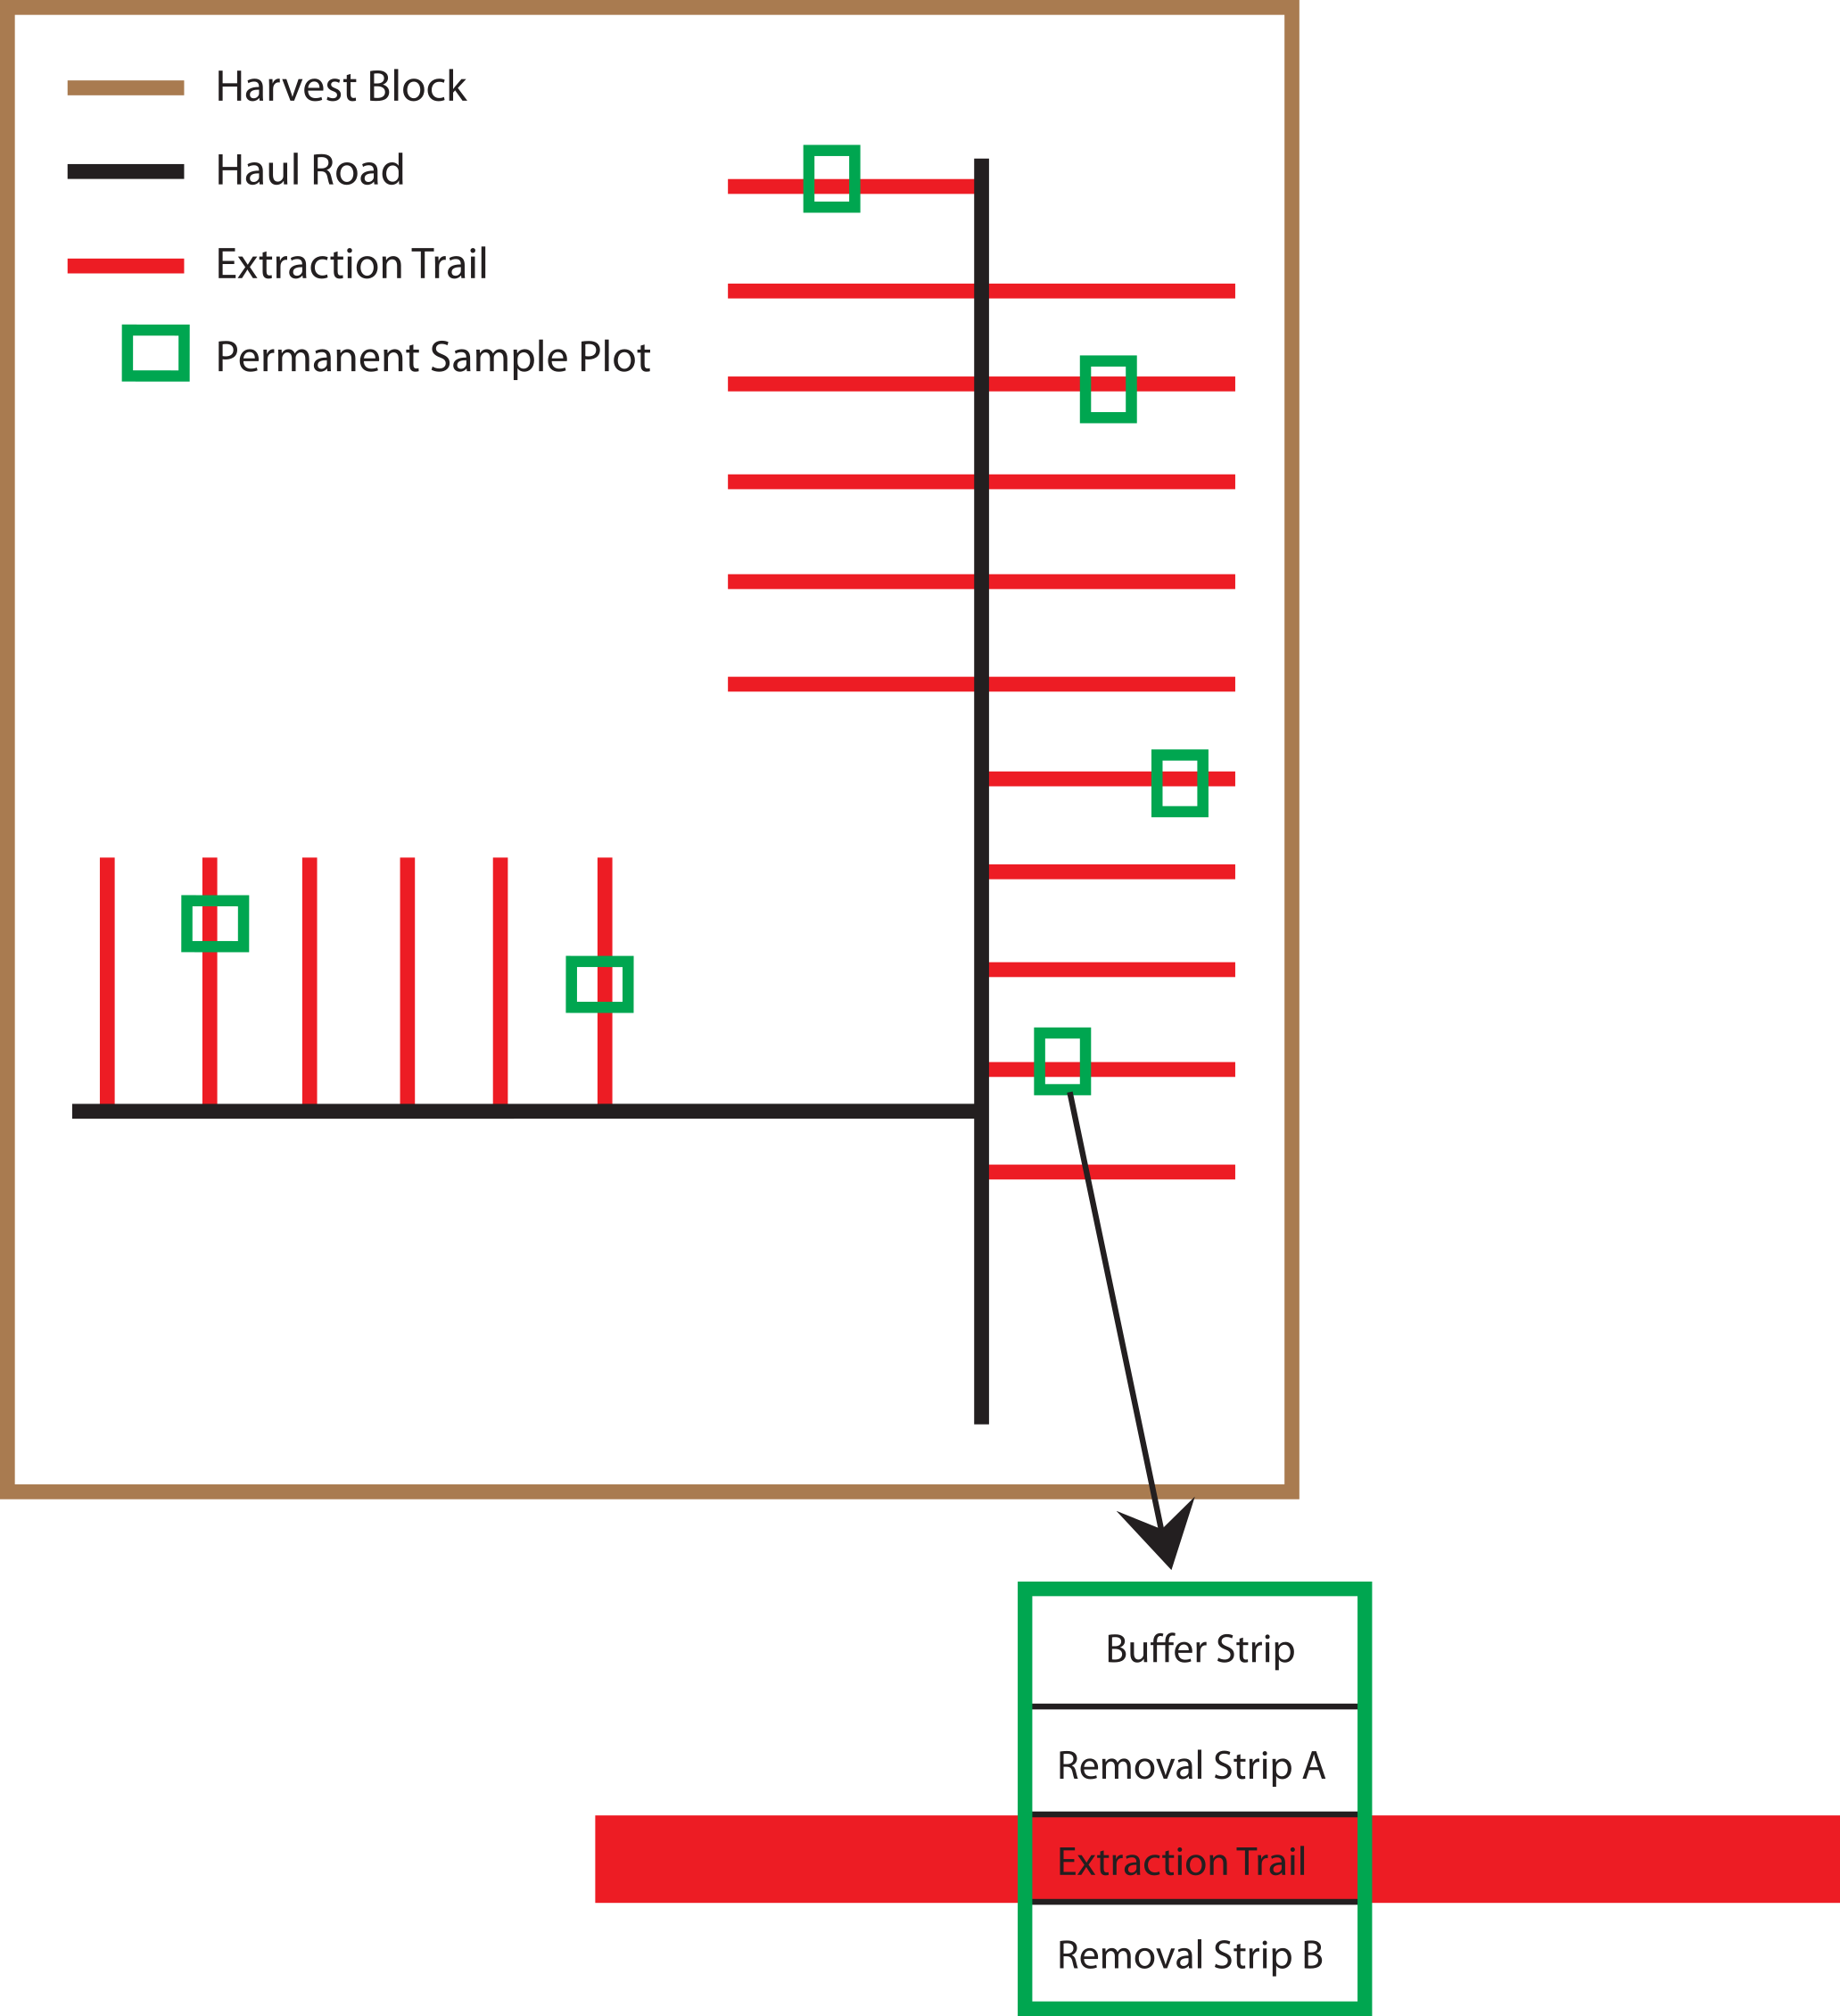 Harvest Block
Haul Road
Extraction Trail
Permanent Sample Plot
Buffer Strip
Removal Strip A
Extraction Trail
Removal Strip B